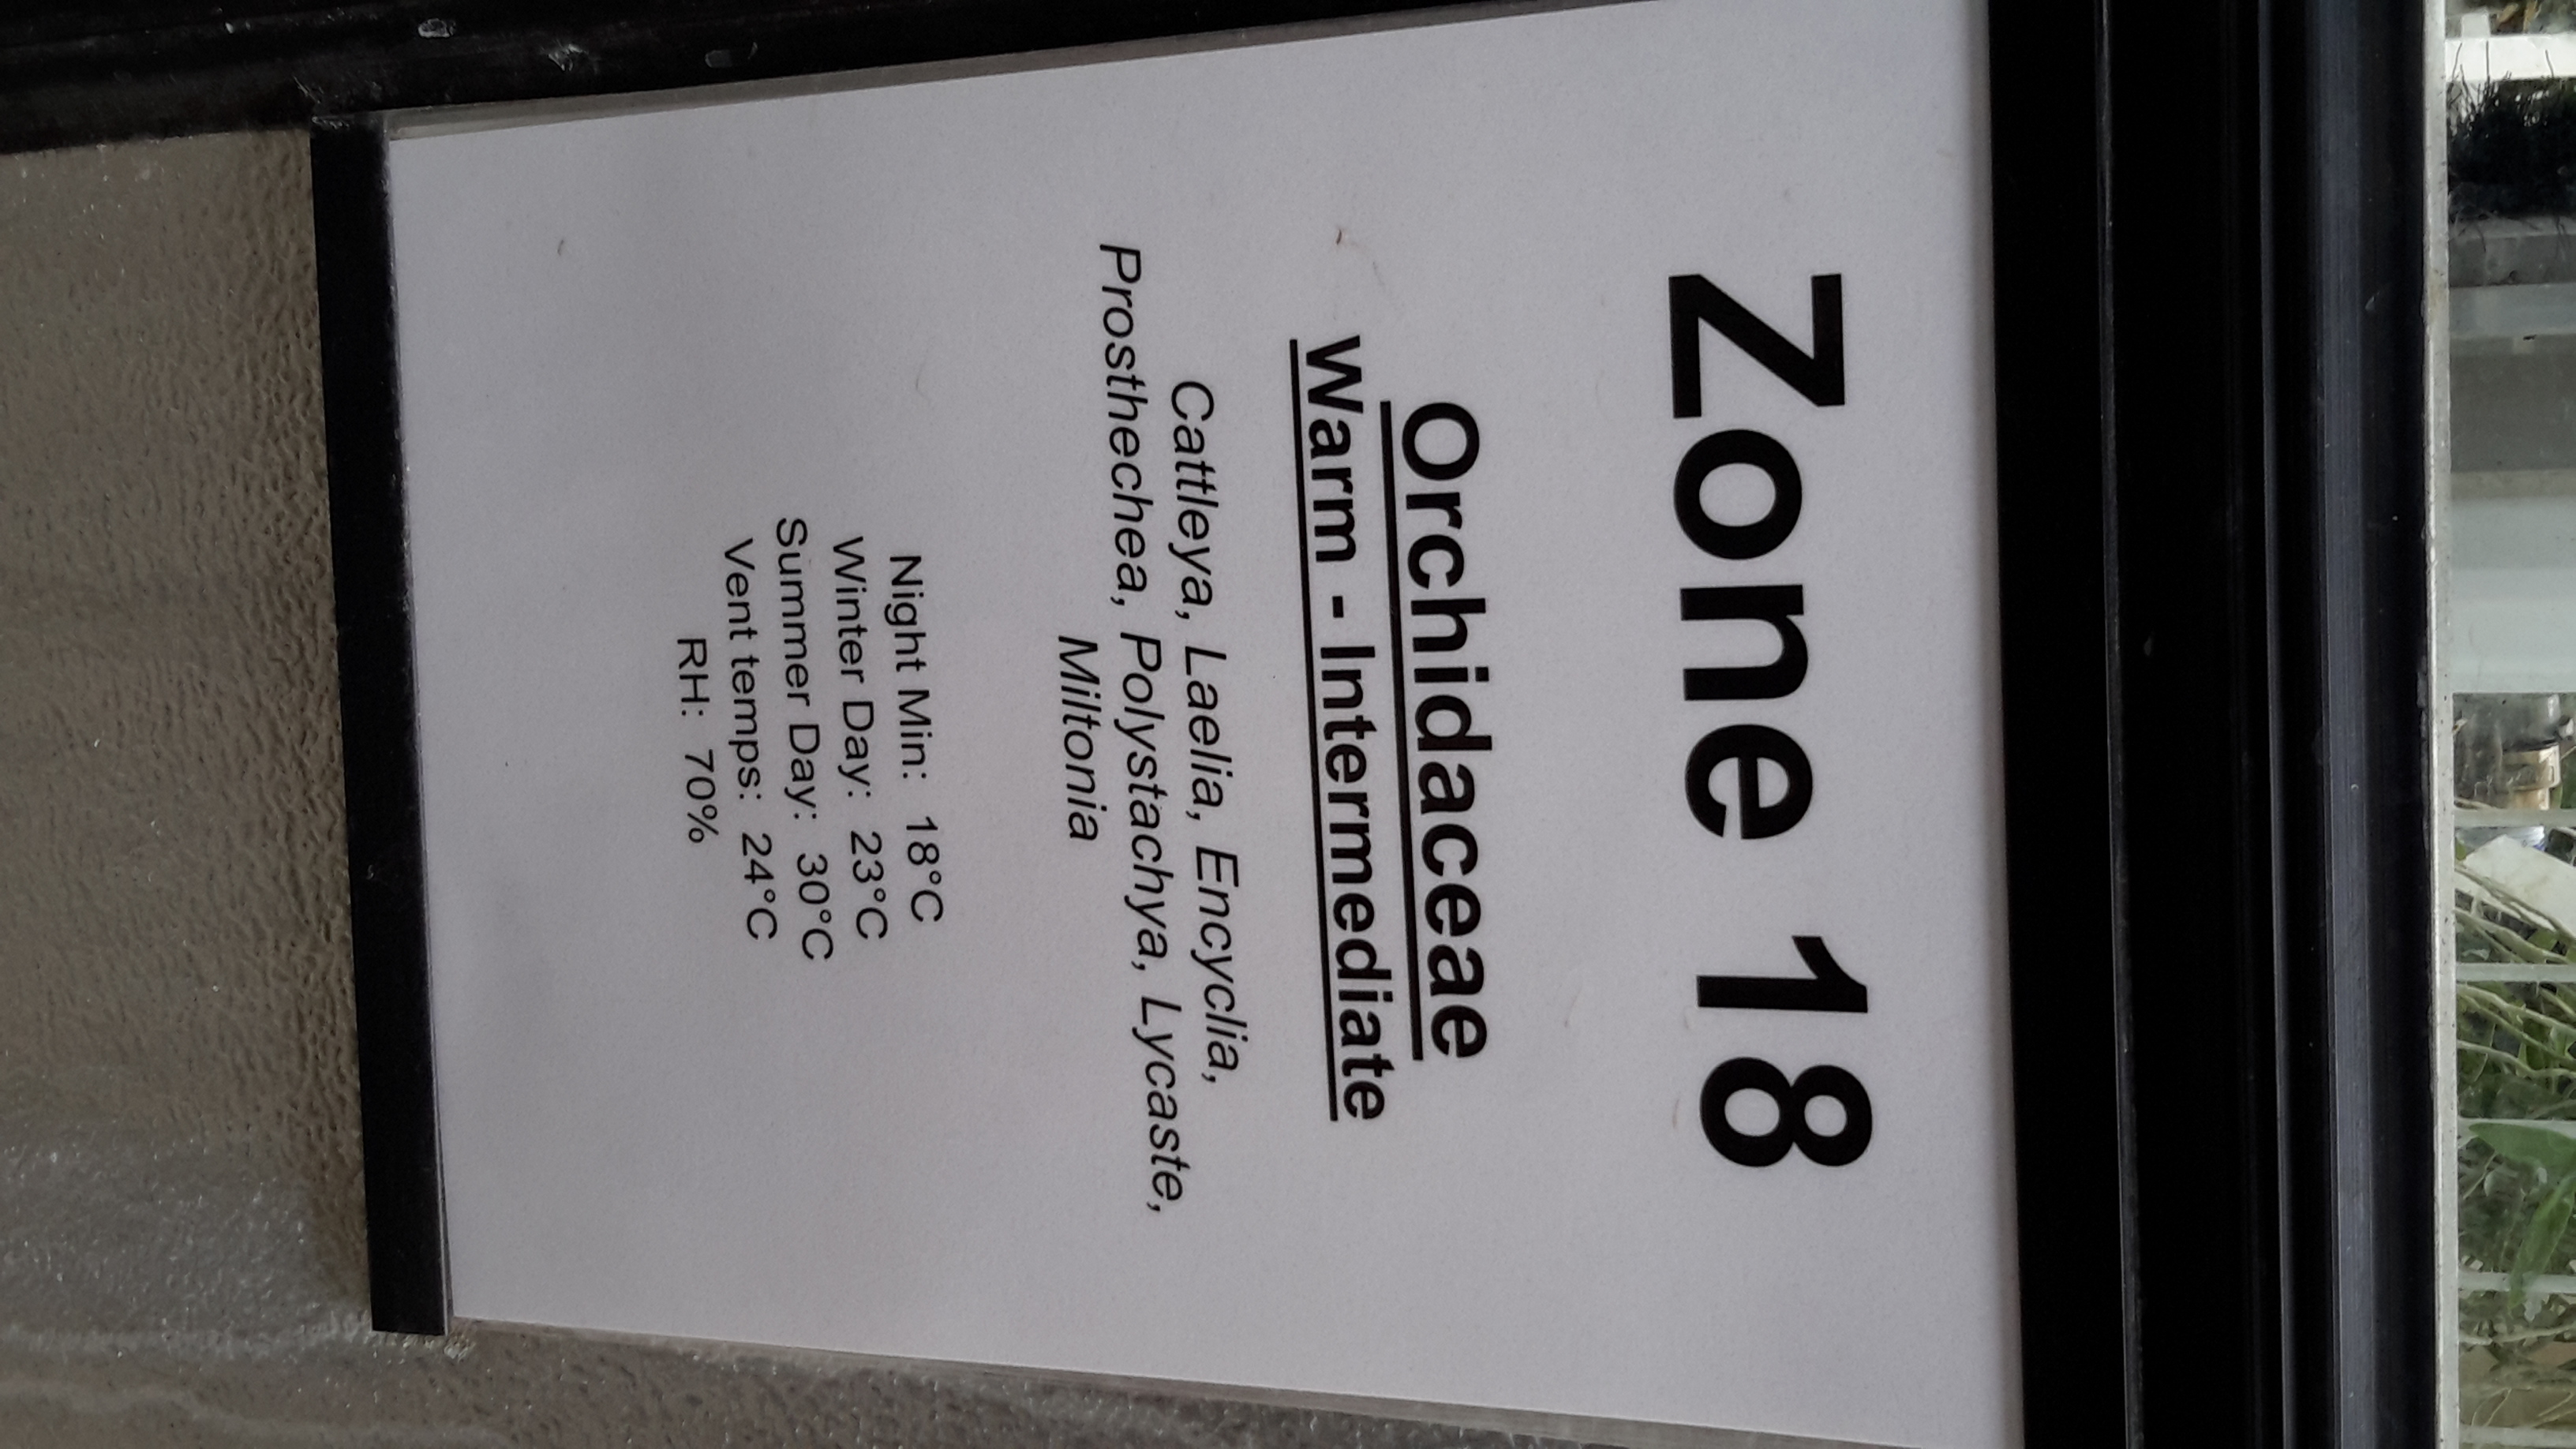 Zone 18
Orchidaceae
Warm - Intermediate
Cattleya, Laelia, Encyclia,
Prosthechea, Polystachya, Lycaste,
Miltonia
Night Min: 18°C
Winter Day: 23°C
Summer Day: 30°C
Vent temps: 24°C
RH: 70%